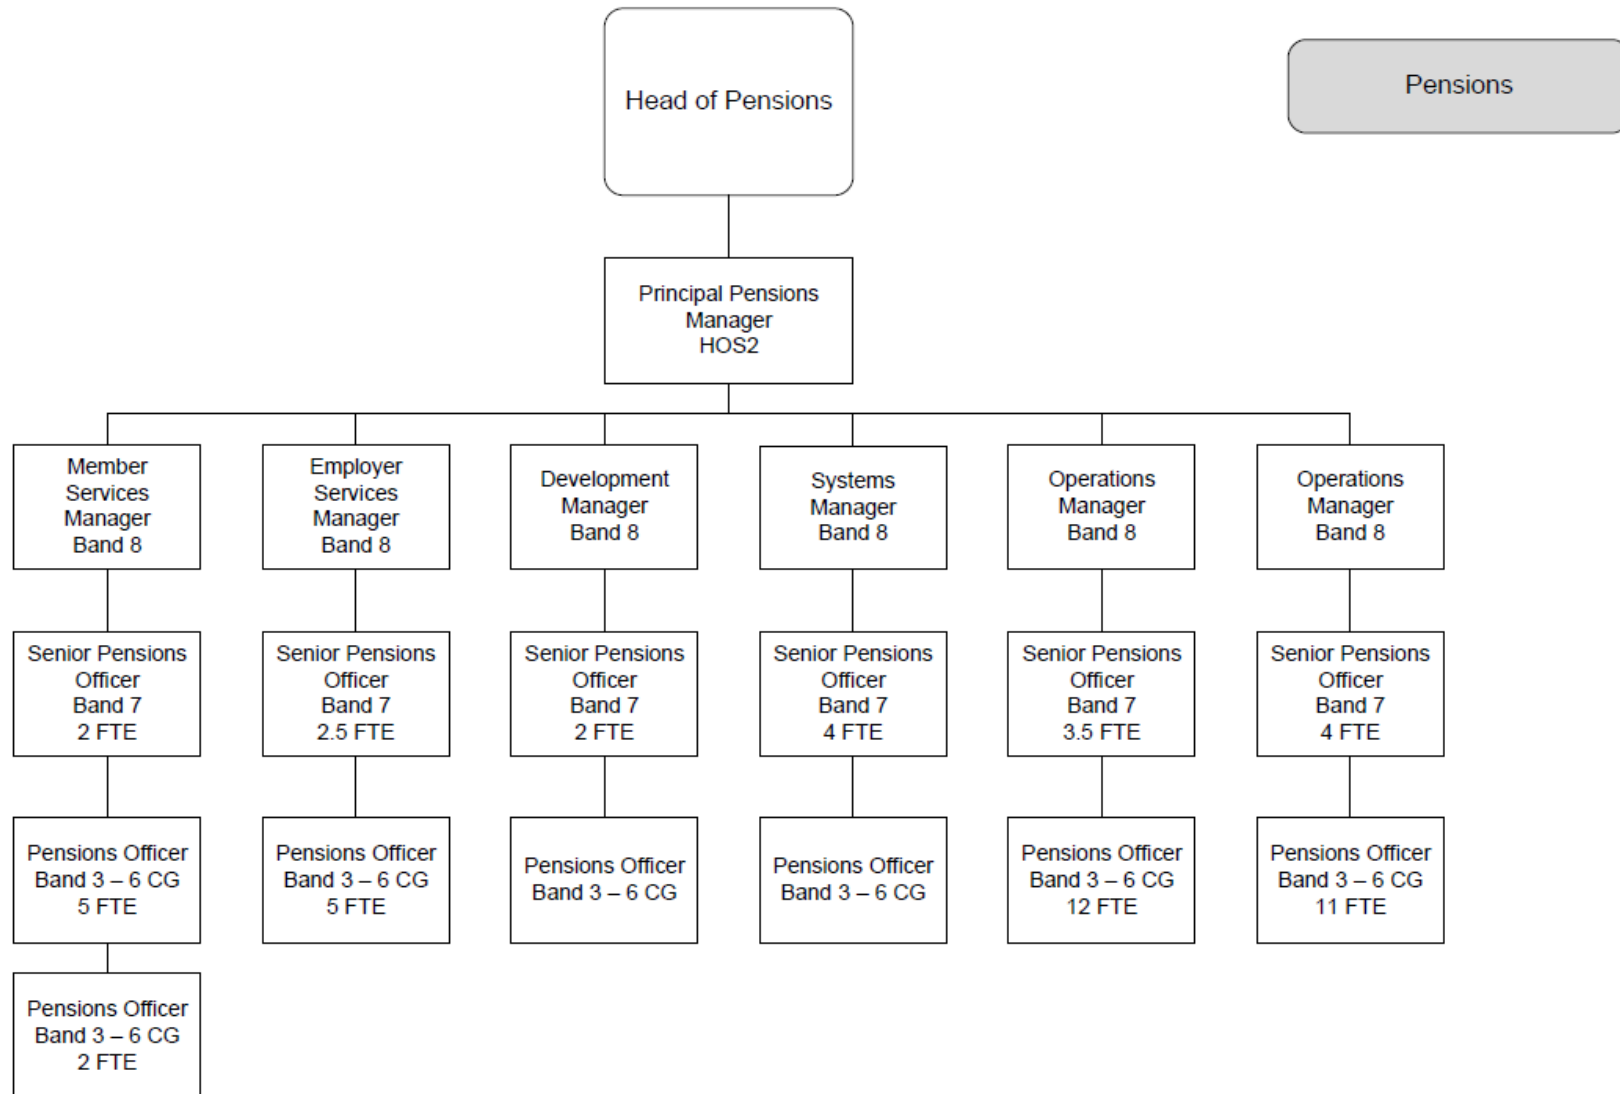 Head of Pensions
Pensions
Principal Pensions
Manager
HOS2
Member
Services
Manager
Band 8
Employer
Services
Manager
Band 8
Development
Manager
Band 8
Systems
Manager
Band 8
Operations
Manager
Band 8
Operations
Manager
Band 8
Senior Pensions
Officer
Band 7
2 FTE
Senior Pensions
Officer
Band 7
2.5 FTE
Senior Pensions
Officer
Band 7
2 FTE
Senior Pensions
Officer
Band 7
4 FTE
Senior Pensions
Officer
Band 7
3.5 FTE
Senior Pensions
Officer
Band 7
4 FTE
Pensions Officer
Band 3 – 6 CG
5 FTE
Pensions Officer
Band 3 – 6 CG
5 FTE
Pensions Officer
Band 3 – 6 CG
Pensions Officer
Band 3 – 6 CG
Pensions Officer
Band 3 – 6 CG
12 FTE
Pensions Officer
Band 3 – 6 CG
11 FTE
Pensions Officer
Band 3 – 6 CG
2 FTE